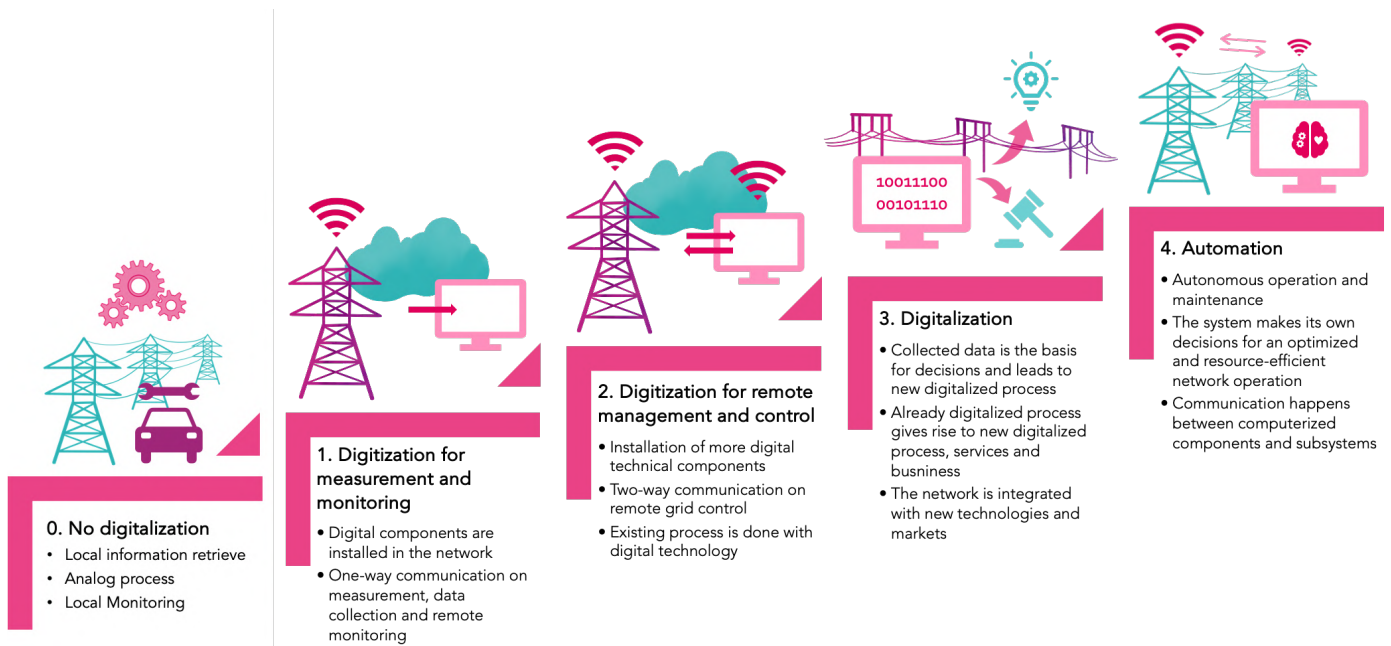 10011100
00101110
0. No digitalization
• Local information retrieve
• Analog process
• Local Monitoring
1. Digitization for
measurement and
monitoring
• Digital components are
installed in the network
• One-way communication on
measurement, data
collection and remote
monitoring
2. Digitization for remote
management and control
• Installation of more digital
technical components
• Two-way communication on
remote grid control
• Existing process is done with
digital technology
3. Digitalization
• Collected data is the basis
for decisions and leads to
new digitalized process
• Already digitalized process
gives rise to new digitalized
process, services and
busniness
• The network is integrated
with new technologies and
markets
4. Automation
• Autonomous operation and
maintenance
• The system makes its own
decisions for an optimized
and resource-efficient
network operation
• Communication happens
between computerized
components and subsystems